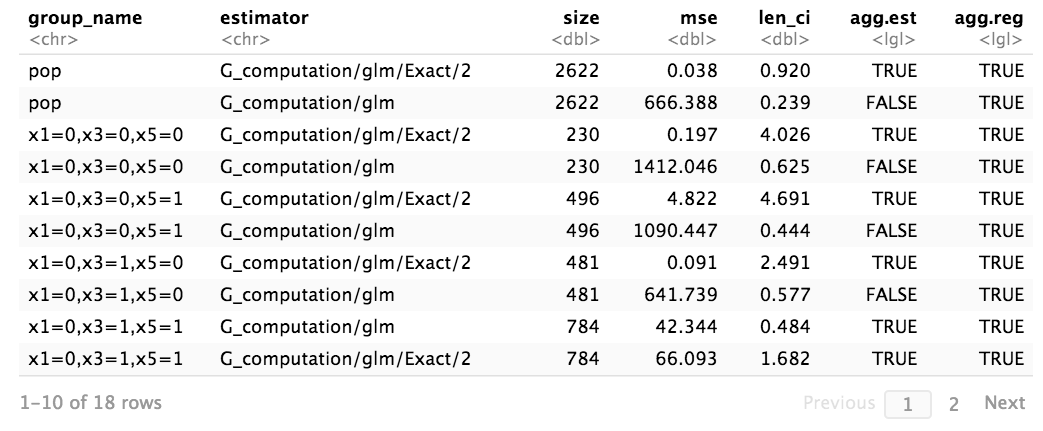 group_name estimator size mse len_ci agg.est agg.reg
<chr> <chr> <dbl> <dbl> <dbl> <lgl> <lgl>
pop G_computation/glm/Exact/2 2622 0.038 0.920 TRUE TRUE
pop G_computation/glm 2622 666.388 0.239 FALSE TRUE
x1=0,x3=0,x5=0 G_computation/glm/Exact/2 230 0.197 4.026 TRUE TRUE
x1=0,x3=0,x5=0 G_computation/glm 230 1412.046 0.625 FALSE TRUE
x1=0,x3=0,x5=1 G_computation/glm/Exact/2 496 4.822 4.691 TRUE TRUE
x1=0,x3=0,x5=1 G_computation/glm 496 1090.447 0.444 FALSE TRUE
x1=0,x3=1,x5=0 G_computation/glm/Exact/2 481 0.091 2.491 TRUE TRUE
x1=0,x3=1,x5=0 G_computation/glm 481 641.739 0.577 FALSE TRUE
x1=0,x3=1,x5=1 G_computation/glm 784 42.344 0.484 TRUE TRUE
x1=0,x3=1,x5=1 G_computation/glm/Exact/2 784 66.093 1.682 TRUE TRUE
1-10 of 18 rows Previous 1 2 Next